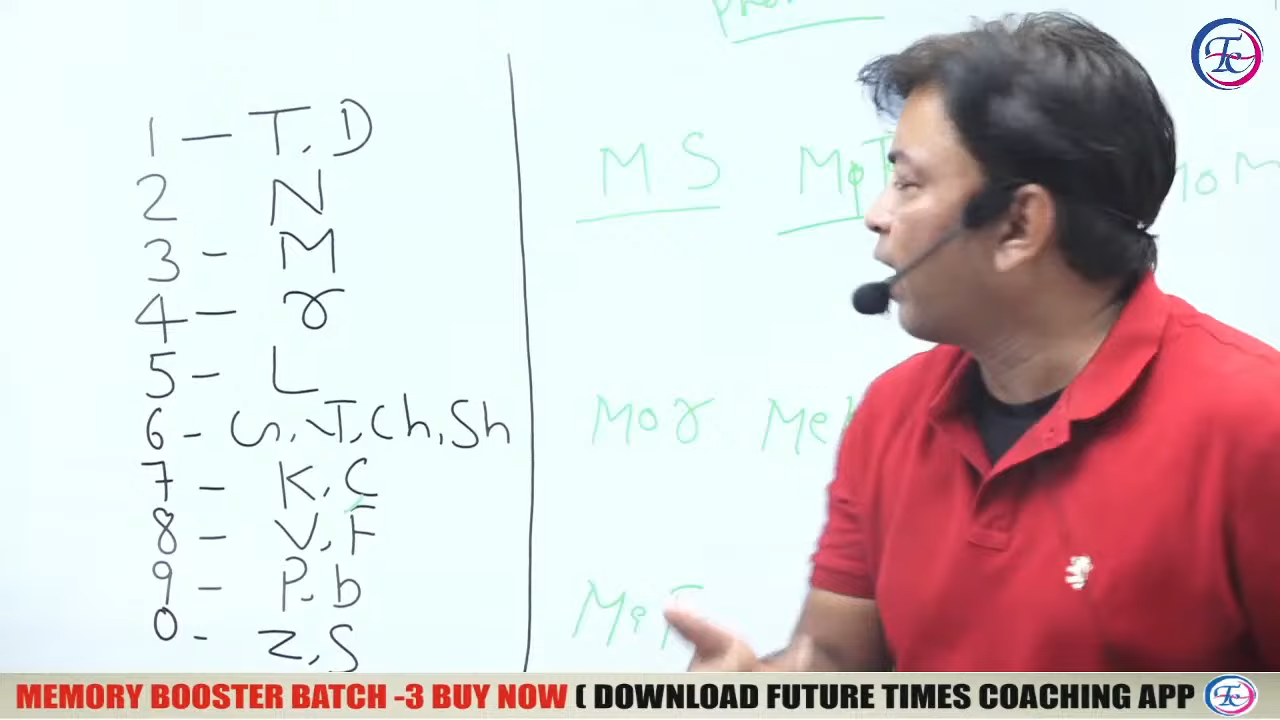 1 - T, D
2 N
3 - M
4 - r
5 - L
6 - G, J, Ch, Sh
7 - K, C
8 - V, F
9 - P, b
0 - Z, S
MS
Mor
MEMORY BOOSTER BATCH -3 BUY NOW ( DOWNLOAD FUTURE TIMES COACHING APP